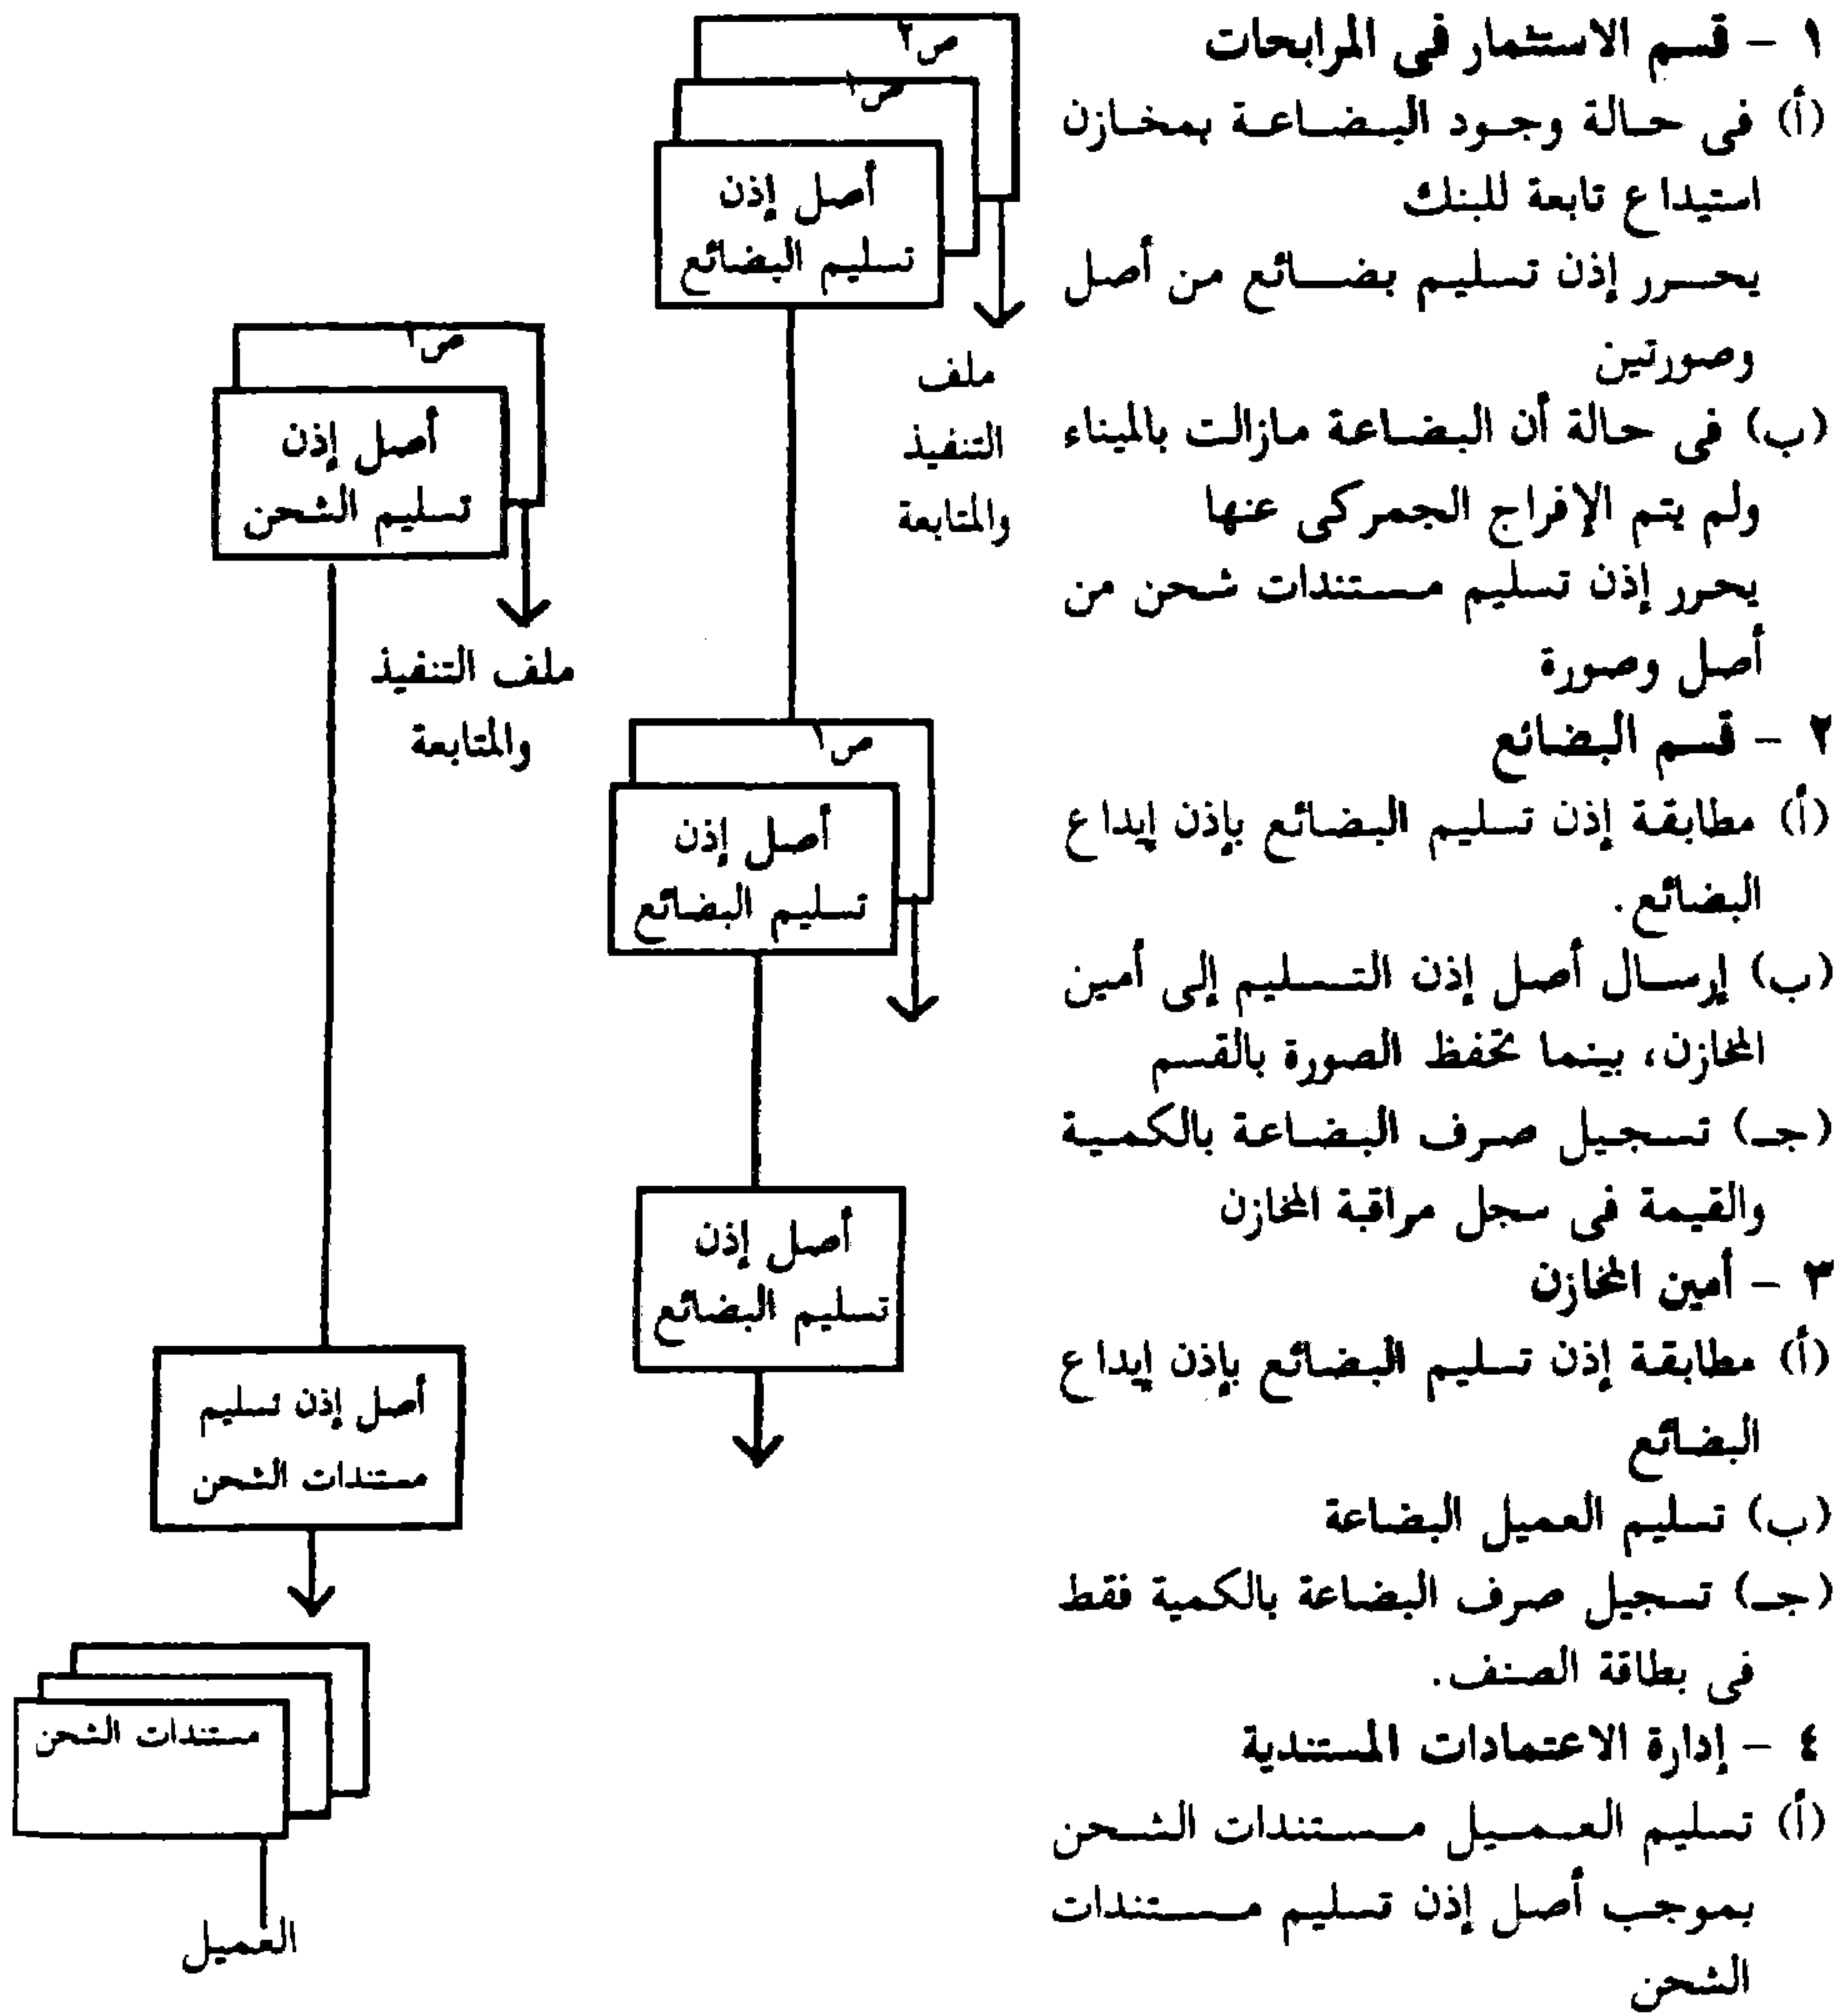 ١ - قسم الاستثمار فى المرابحات
(أ) فى حالة وجود البضاعة بمخازن
استيداع تابعة للبنك
يحرر إذن تسليم بضائع من أصل
وصورتين
(ب) فى حالة أن البضاعة مازالت بالميناء
ولم يتم الإفراج الجمركى عنها
يحرر إذن تسليم مستندات شحن من
أصل وصورة
٢ - قسم البضائع
(أ) مطابقة إذن تسليم البضائع بإذن إيداع
البضائع.
(ب) إرسال أصل إذن التسليم إلى أمين
المخازن، بينما تحفظ الصورة بالقسم
(جـ) تسجيل صرف البضاعة بالكمية
والقيمة فى سجل مراقبة المخازن
٣ - أمين المخازن
(أ) مطابقة إذن تسليم البضائع بإذن إيداع
البضائع
(ب) تسليم العميل البضاعة
(جـ) تسجيل صرف البضاعة بالكمية فقط
فى بطاقة الصنف.
٤ - إدارة الاعتمادات المستندية
(أ) تسليم العميل مستندات الشحن
بموجب أصل إذن تسليم مستندات
الشحن
ص٢
ص١
أصل إذن
تسليم البضائع
ملف
التنفيذ
والمتابعة
ص١
أصل إذن
تسليم البضائع
أصل إذن
تسليم البضائع
ص١
أصل إذن
تسليم الشحن
ملف التنفيذ
والمتابعة
أصل إذن تسليم
مستندات الشحن
مستندات الشحن
العميل